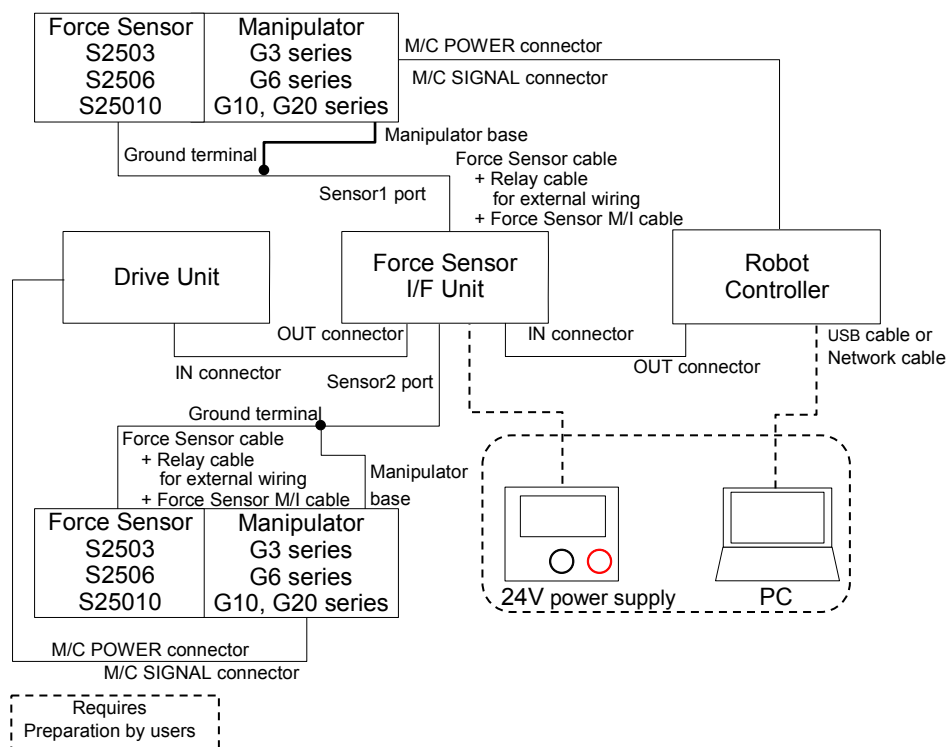 Force Sensor
S2503
S2506
S25010
Manipulator
G3 series
G6 series
G10, G20 series
M/C POWER connector
M/C SIGNAL connector
Manipulator base
Ground terminal
Sensor1 port
Force Sensor cable
+ Relay cable
for external wiring
+ Force Sensor M/I cable
Drive Unit
Force Sensor
I/F Unit
Robot
Controller
OUT connector
IN connector
IN connector
OUT connector
USB cable or
Network cable
Sensor2 port
Ground terminal
Force Sensor cable
+ Relay cable
for external wiring
+ Force Sensor M/I cable
Manipulator
base
Force Sensor
S2503
S2506
S25010
Manipulator
G3 series
G6 series
G10, G20 series
24V power supply
PC
M/C POWER connector
M/C SIGNAL connector
Requires
Preparation by users